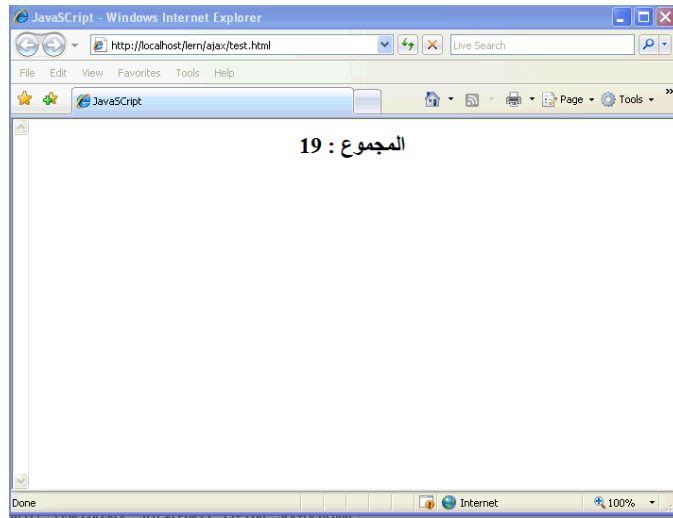 JavaSCript - Windows Internet Explorer
http://localhost/lern/ajax/test.html
Live Search
File Edit View Favorites Tools Help
JavaSCript
Page Tools »
المجموع : 19
Done
Internet
100%